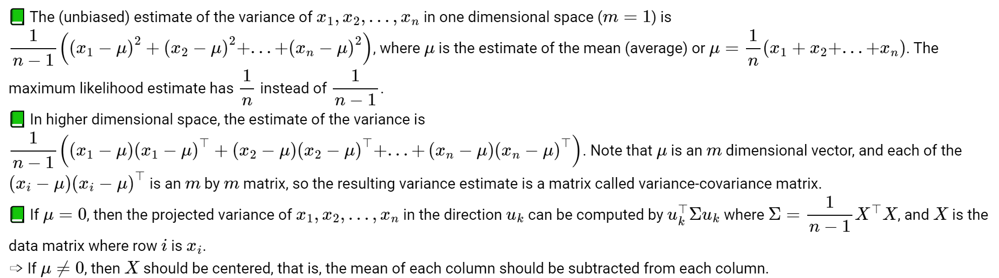 📗 The (unbiased) estimate of the variance of $x_1, x_2, \ldots, x_n$ in one dimensional space ($m = 1$) is
$\dfrac{1}{n-1}\left((x_1 - \mu)^2 + (x_2 - \mu)^2 + \ldots + (x_n - \mu)^2\right)$, where $\mu$ is the estimate of the mean (average) or $\mu = \dfrac{1}{n}(x_1 + x_2 + \ldots + x_n)$. The
maximum likelihood estimate has $\dfrac{1}{n}$ instead of $\dfrac{1}{n-1}$.
📗 In higher dimensional space, the estimate of the variance is
$\dfrac{1}{n-1}\left((x_1 - \mu)(x_1 - \mu)^\top + (x_2 - \mu)(x_2 - \mu)^\top + \ldots + (x_n - \mu)(x_n - \mu)^\top\right)$. Note that $\mu$ is an $m$ dimensional vector, and each of the
$(x_i - \mu)(x_i - \mu)^\top$ is an $m$ by $m$ matrix, so the resulting variance estimate is a matrix called variance-covariance matrix.
📗 If $\mu = 0$, then the projected variance of $x_1, x_2, \ldots, x_n$ in the direction $u_k$ can be computed by $u_k^\top \Sigma u_k$ where $\Sigma = \dfrac{1}{n-1} X^\top X$, and $X$ is the
data matrix where row $i$ is $x_i$.
➩ If $\mu \neq 0$, then $X$ should be centered, that is, the mean of each column should be subtracted from each column.